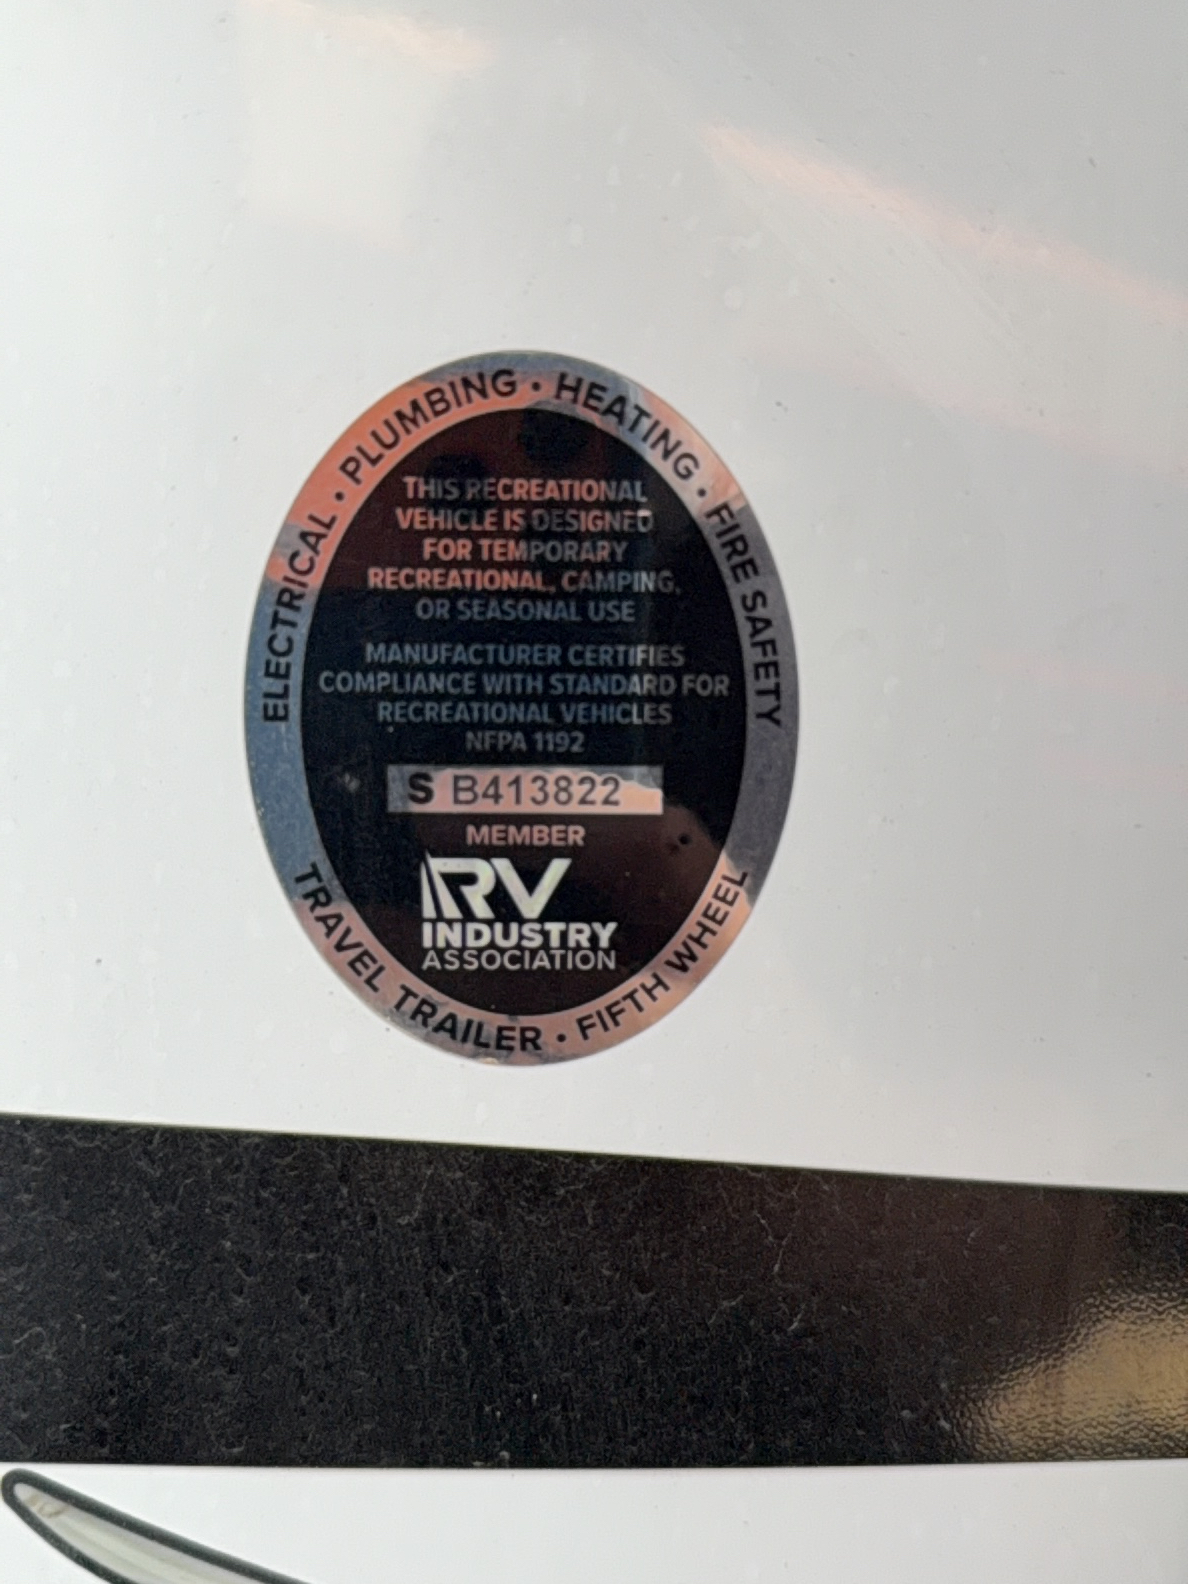 ELECTRICAL · PLUMBING · HEATING · FIRE SAFETY
THIS RECREATIONAL
VEHICLE IS DESIGNED
FOR TEMPORARY
RECREATIONAL, CAMPING,
OR SEASONAL USE
MANUFACTURER CERTIFIES
COMPLIANCE WITH STANDARD FOR
RECREATIONAL VEHICLES
NFPA 1192
S B413822
MEMBER
RV
INDUSTRY
ASSOCIATION
TRAVEL TRAILER · FIFTH WHEEL